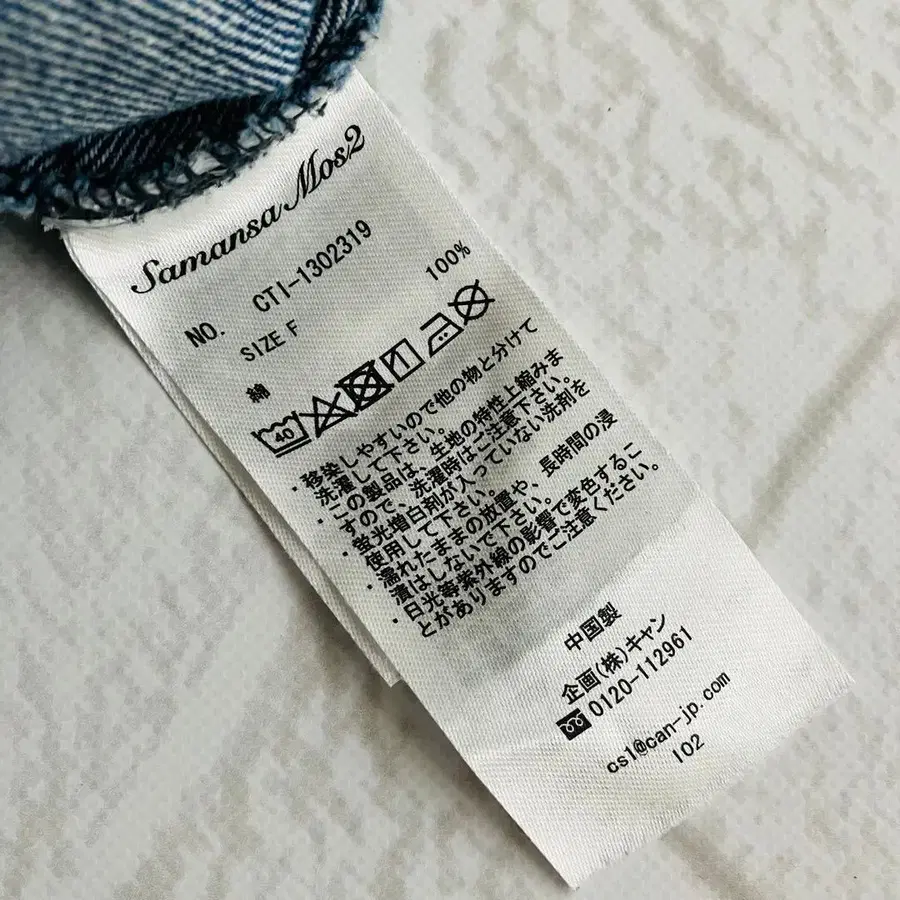 Samansa Mos2
NO. CTI-1302319
SIZE F
綿 100%
40
・移染しやすいので他の物と分けて
洗濯して下さい。
・この製品は、生地の特性上縮みま
すので、洗濯時はご注意下さい。
・蛍光増白剤が入っていない洗剤を
使用して下さい。
・濡れたままの放置や、長時間の浸
漬はしないで下さい。
・日光等紫外線の影響で変色するこ
とがありますのでご注意ください。
中国製
企画(株)キャン
0120-112961
cs1@can-jp.com
102